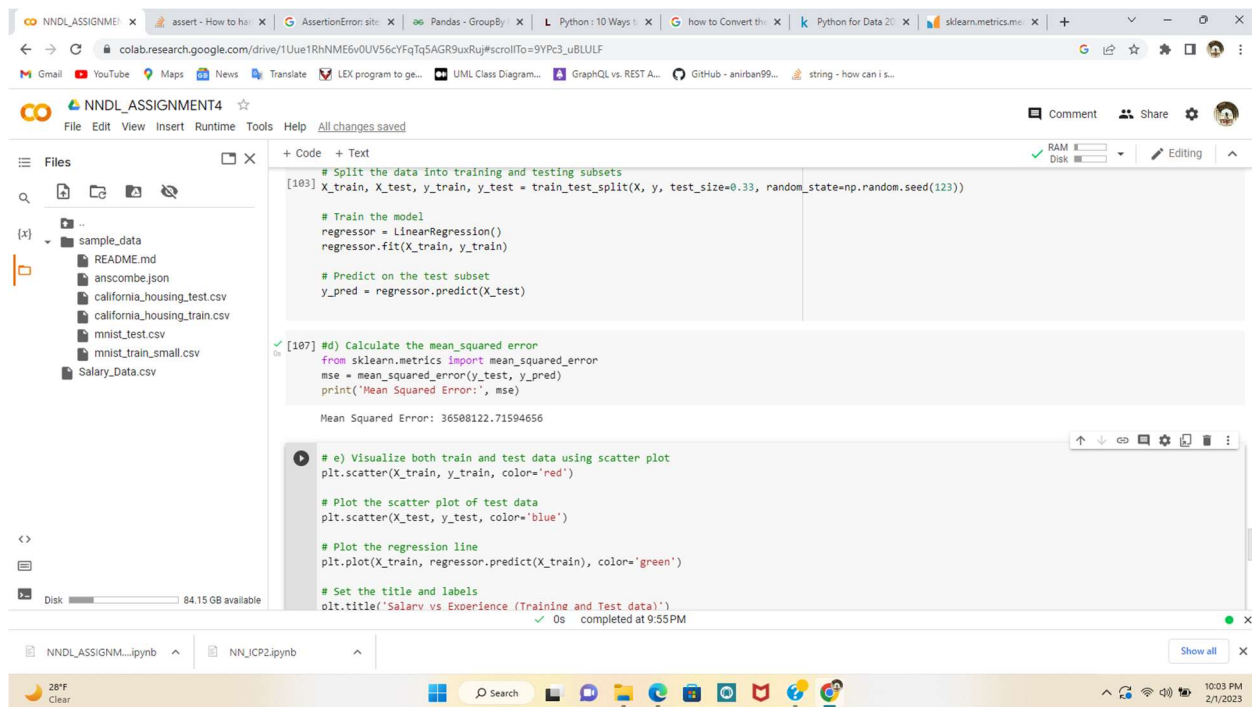 NNDL_ASSIGNMEN
assert - How to han
AssertionError: site
Pandas - GroupBy
Python : 10 Ways t
how to Convert the
Python for Data 20
sklearn.metrics.me
colab.research.google.com/drive/1Uue1RhNME6v0UV56cYFqTq5AGR9uxRuj#scrollTo=9YPc3_uBLULF
Gmail
YouTube
Maps
News
Translate
LEX program to ge...
UML Class Diagram...
GraphQL vs. REST A...
GitHub - anirban99...
string - how can i s...
NNDL_ASSIGNMENT4
File Edit View Insert Runtime Tools Help All changes saved
Comment
Share
Files
+ Code + Text
RAM
Disk
Editing
..
sample_data
README.md
anscombe.json
california_housing_test.csv
california_housing_train.csv
mnist_test.csv
mnist_train_small.csv
Salary_Data.csv
Disk 84.15 GB available
# Split the data into training and testing subsets
[103] X_train, X_test, y_train, y_test = train_test_split(X, y, test_size=0.33, random_state=np.random.seed(123))
# Train the model
regressor = LinearRegression()
regressor.fit(X_train, y_train)
# Predict on the test subset
y_pred = regressor.predict(X_test)
0s
[107] #d) Calculate the mean_squared error
from sklearn.metrics import mean_squared_error
mse = mean_squared_error(y_test, y_pred)
print('Mean Squared Error:', mse)
Mean Squared Error: 36508122.71594656
# e) Visualize both train and test data using scatter plot
plt.scatter(X_train, y_train, color='red')
# Plot the scatter plot of test data
plt.scatter(X_test, y_test, color='blue')
# Plot the regression line
plt.plot(X_train, regressor.predict(X_train), color='green')
# Set the title and labels
plt.title('Salary vs Experience (Training and Test data)')
0s completed at 9:55 PM
NNDL_ASSIGNM....ipynb
NN_ICP2.ipynb
Show all
28°F
Clear
Search
10:03 PM
2/1/2023